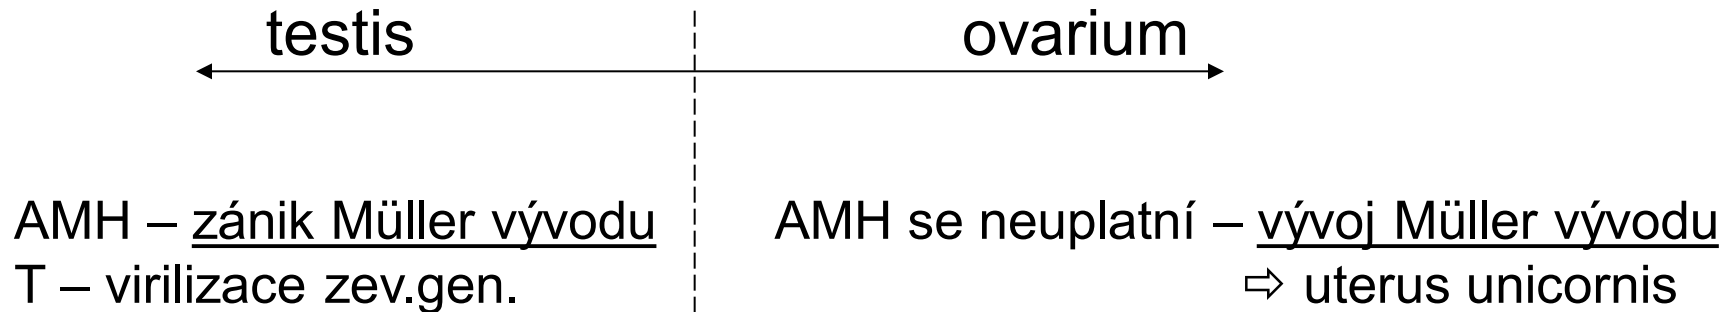 testis
ovarium
AMH – zánik Müller vývodu
T – virilizace zev.gen.
AMH se neuplatní – vývoj Müller vývodu
⇨ uterus unicornis